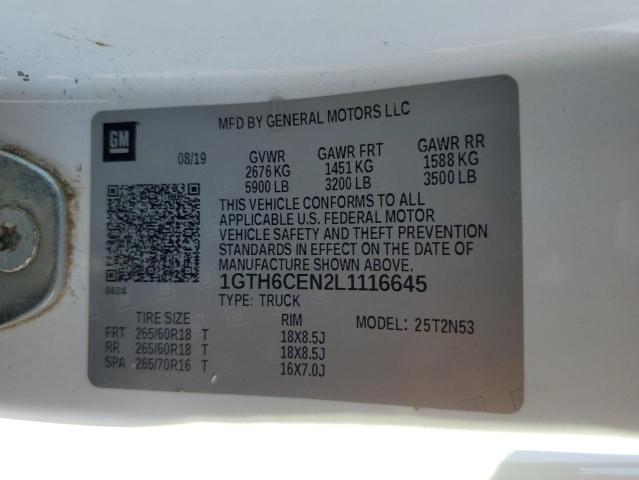 MFD BY GENERAL MOTORS LLC
GM
08/19 GVWR GAWR FRT GAWR RR
2676 KG 1451 KG 1588 KG
5900 LB 3200 LB 3500 LB
THIS VEHICLE CONFORMS TO ALL
APPLICABLE U.S. FEDERAL MOTOR
VEHICLE SAFETY AND THEFT PREVENTION
STANDARDS IN EFFECT ON THE DATE OF
MANUFACTURE SHOWN ABOVE.
8624
1GTH6CEN2L1116645
TYPE: TRUCK
TIRE SIZE RIM MODEL: 25T2N53
FRT 265/60R18 T 18X8.5J
RR 265/60R18 T 18X8.5J
SPA 265/70R16 T 16X7.0J